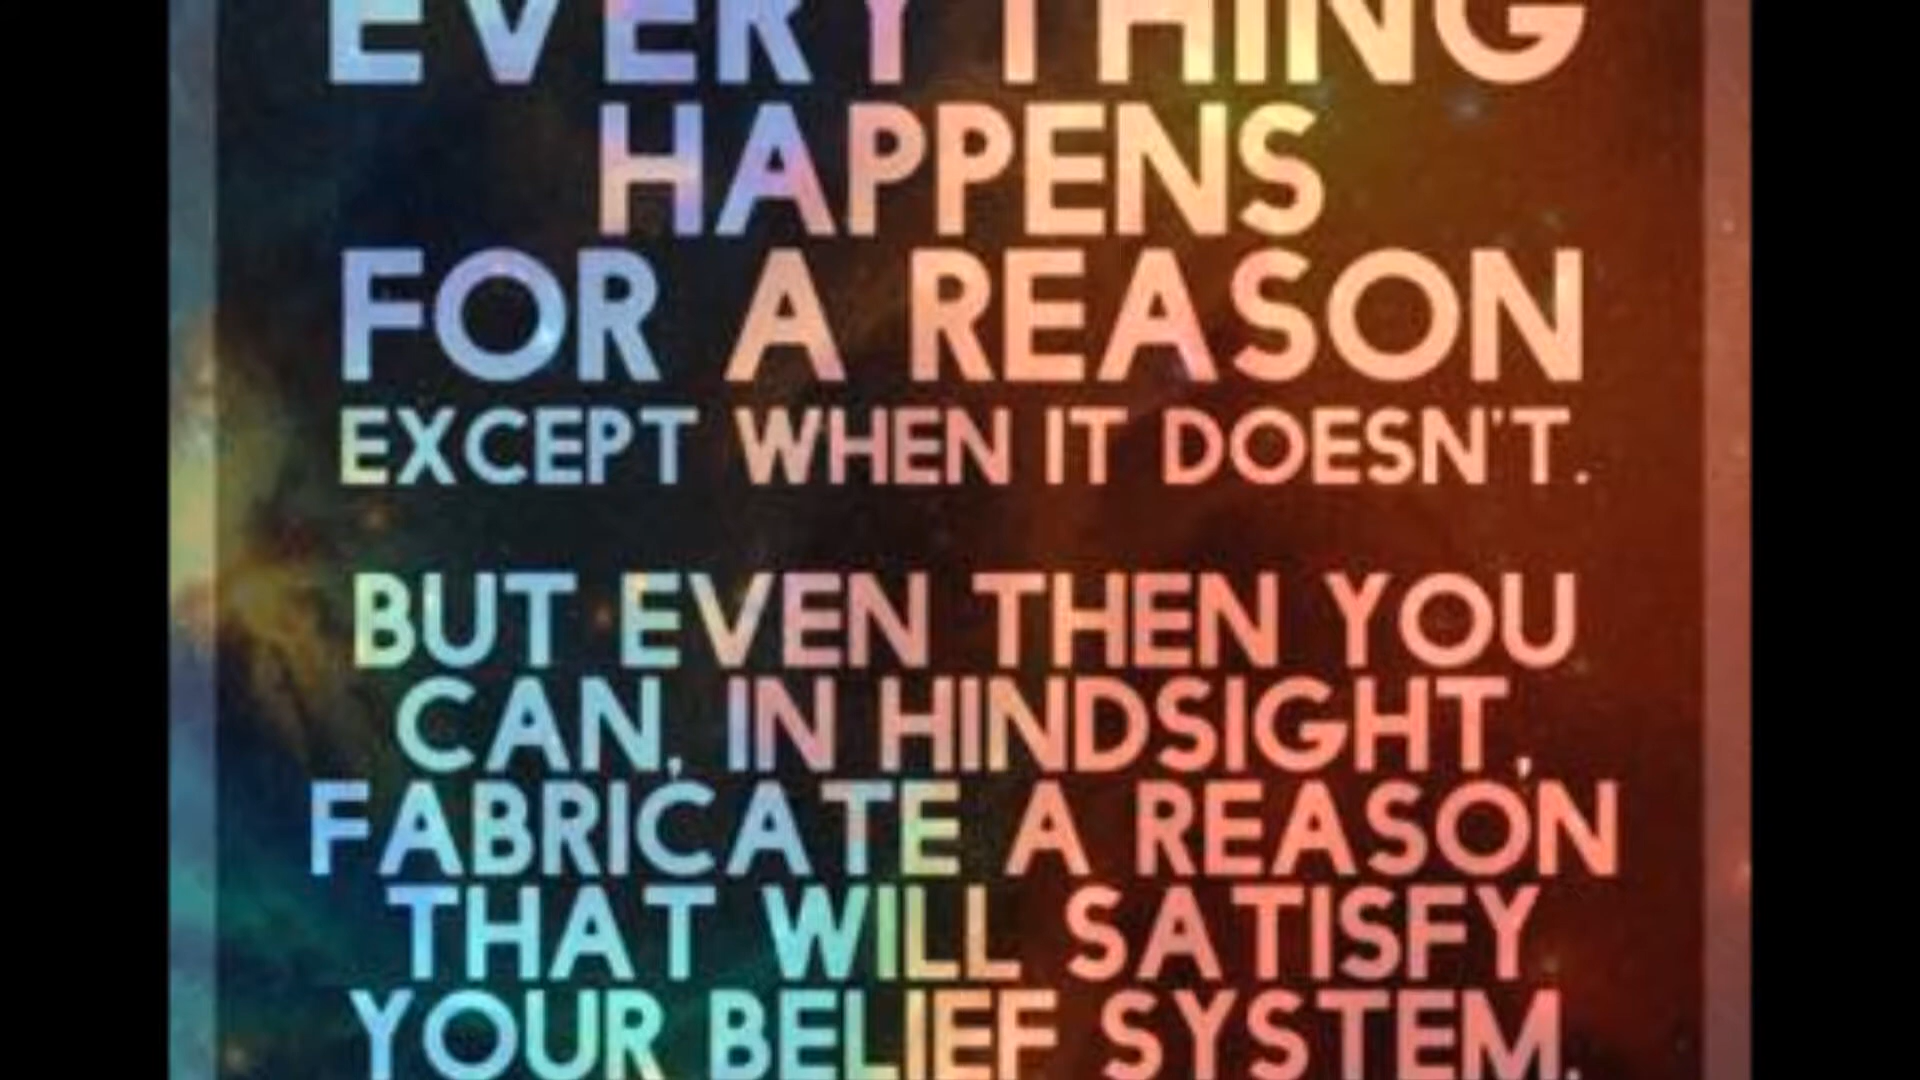 EVERYTHING
HAPPENS
FOR A REASON
EXCEPT WHEN IT DOESN'T.
BUT EVEN THEN YOU
CAN, IN HINDSIGHT,
FABRICATE A REASON
THAT WILL SATISFY
YOUR BELIEF SYSTEM.